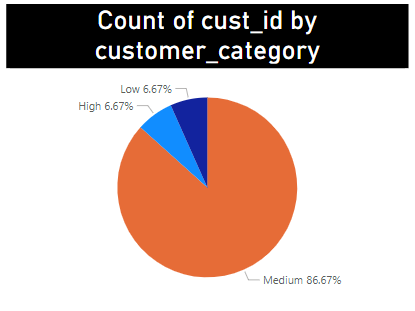 Count of cust_id by
customer_category
Low 6.67%
High 6.67%
Medium 86.67%